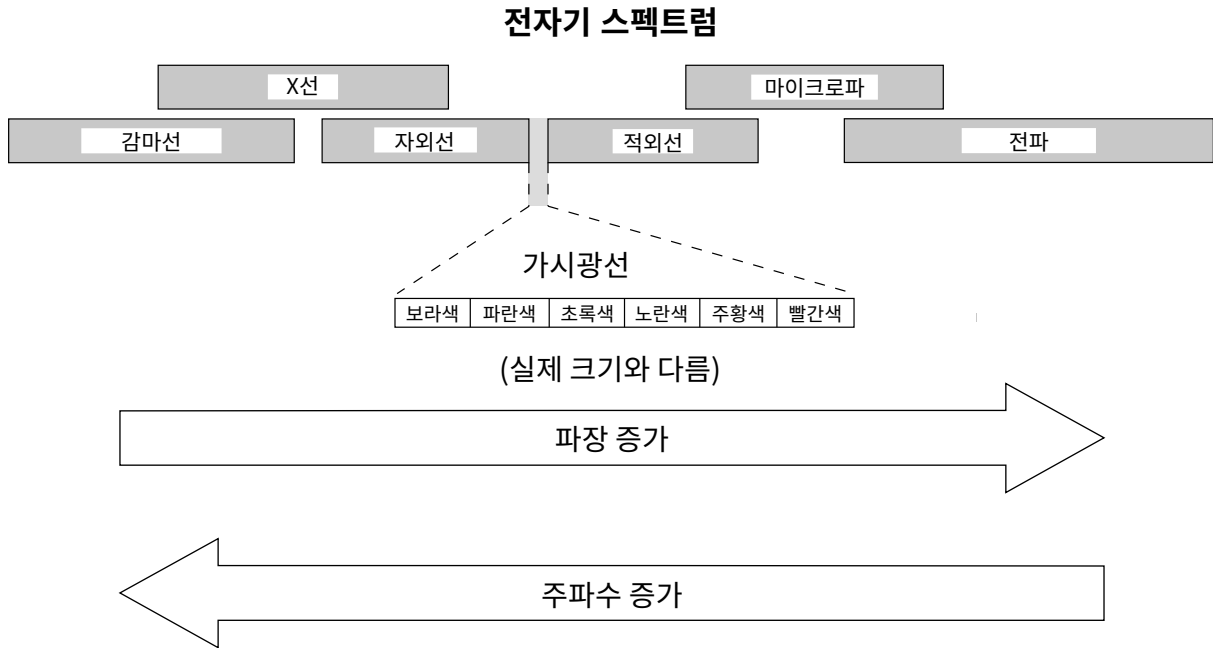 전자기 스펙트럼
X선
마이크로파
감마선
자외선
적외선
전파
가시광선
보라색
파란색
초록색
노란색
주황색
빨간색
(실제 크기와 다름)
파장 증가
주파수 증가